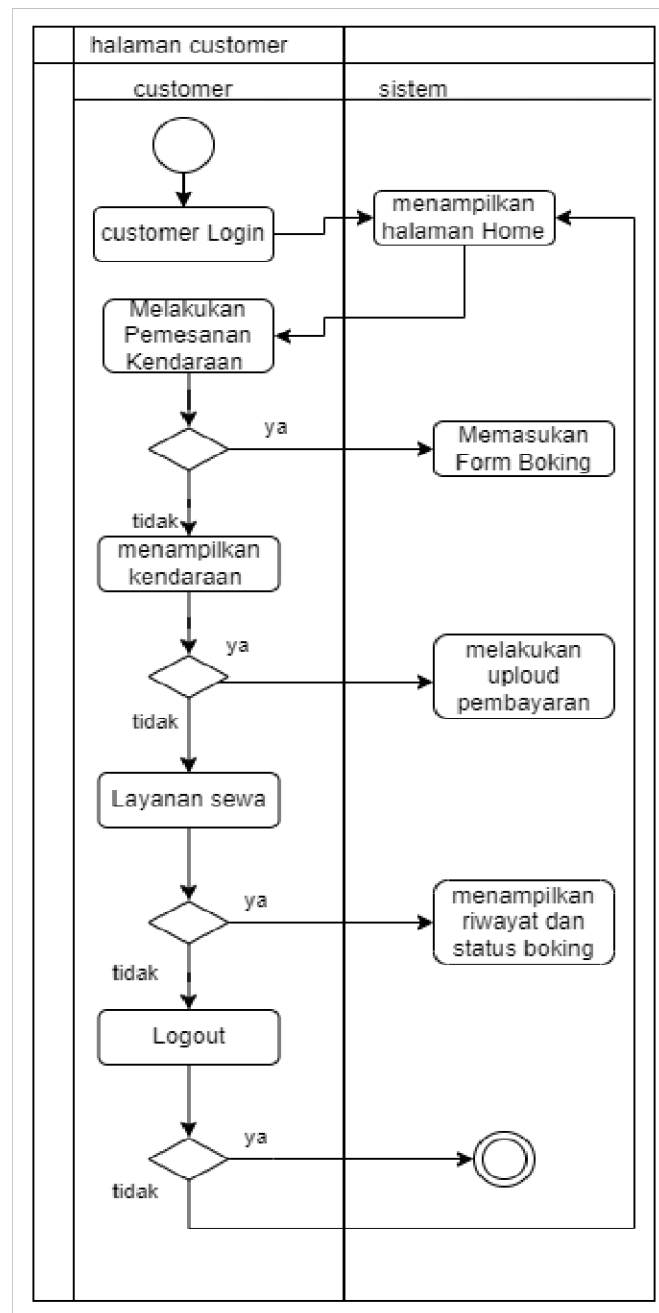 halaman customer
customer
sistem
customer Login
menampilkan
halaman Home
Melakukan
Pemesanan
Kendaraan
ya
Memasukan
Form Boking
tidak
menampilkan
kendaraan
ya
melakukan
uploud
pembayaran
tidak
Layanan sewa
ya
menampilkan
riwayat dan
status boking
tidak
Logout
ya
tidak